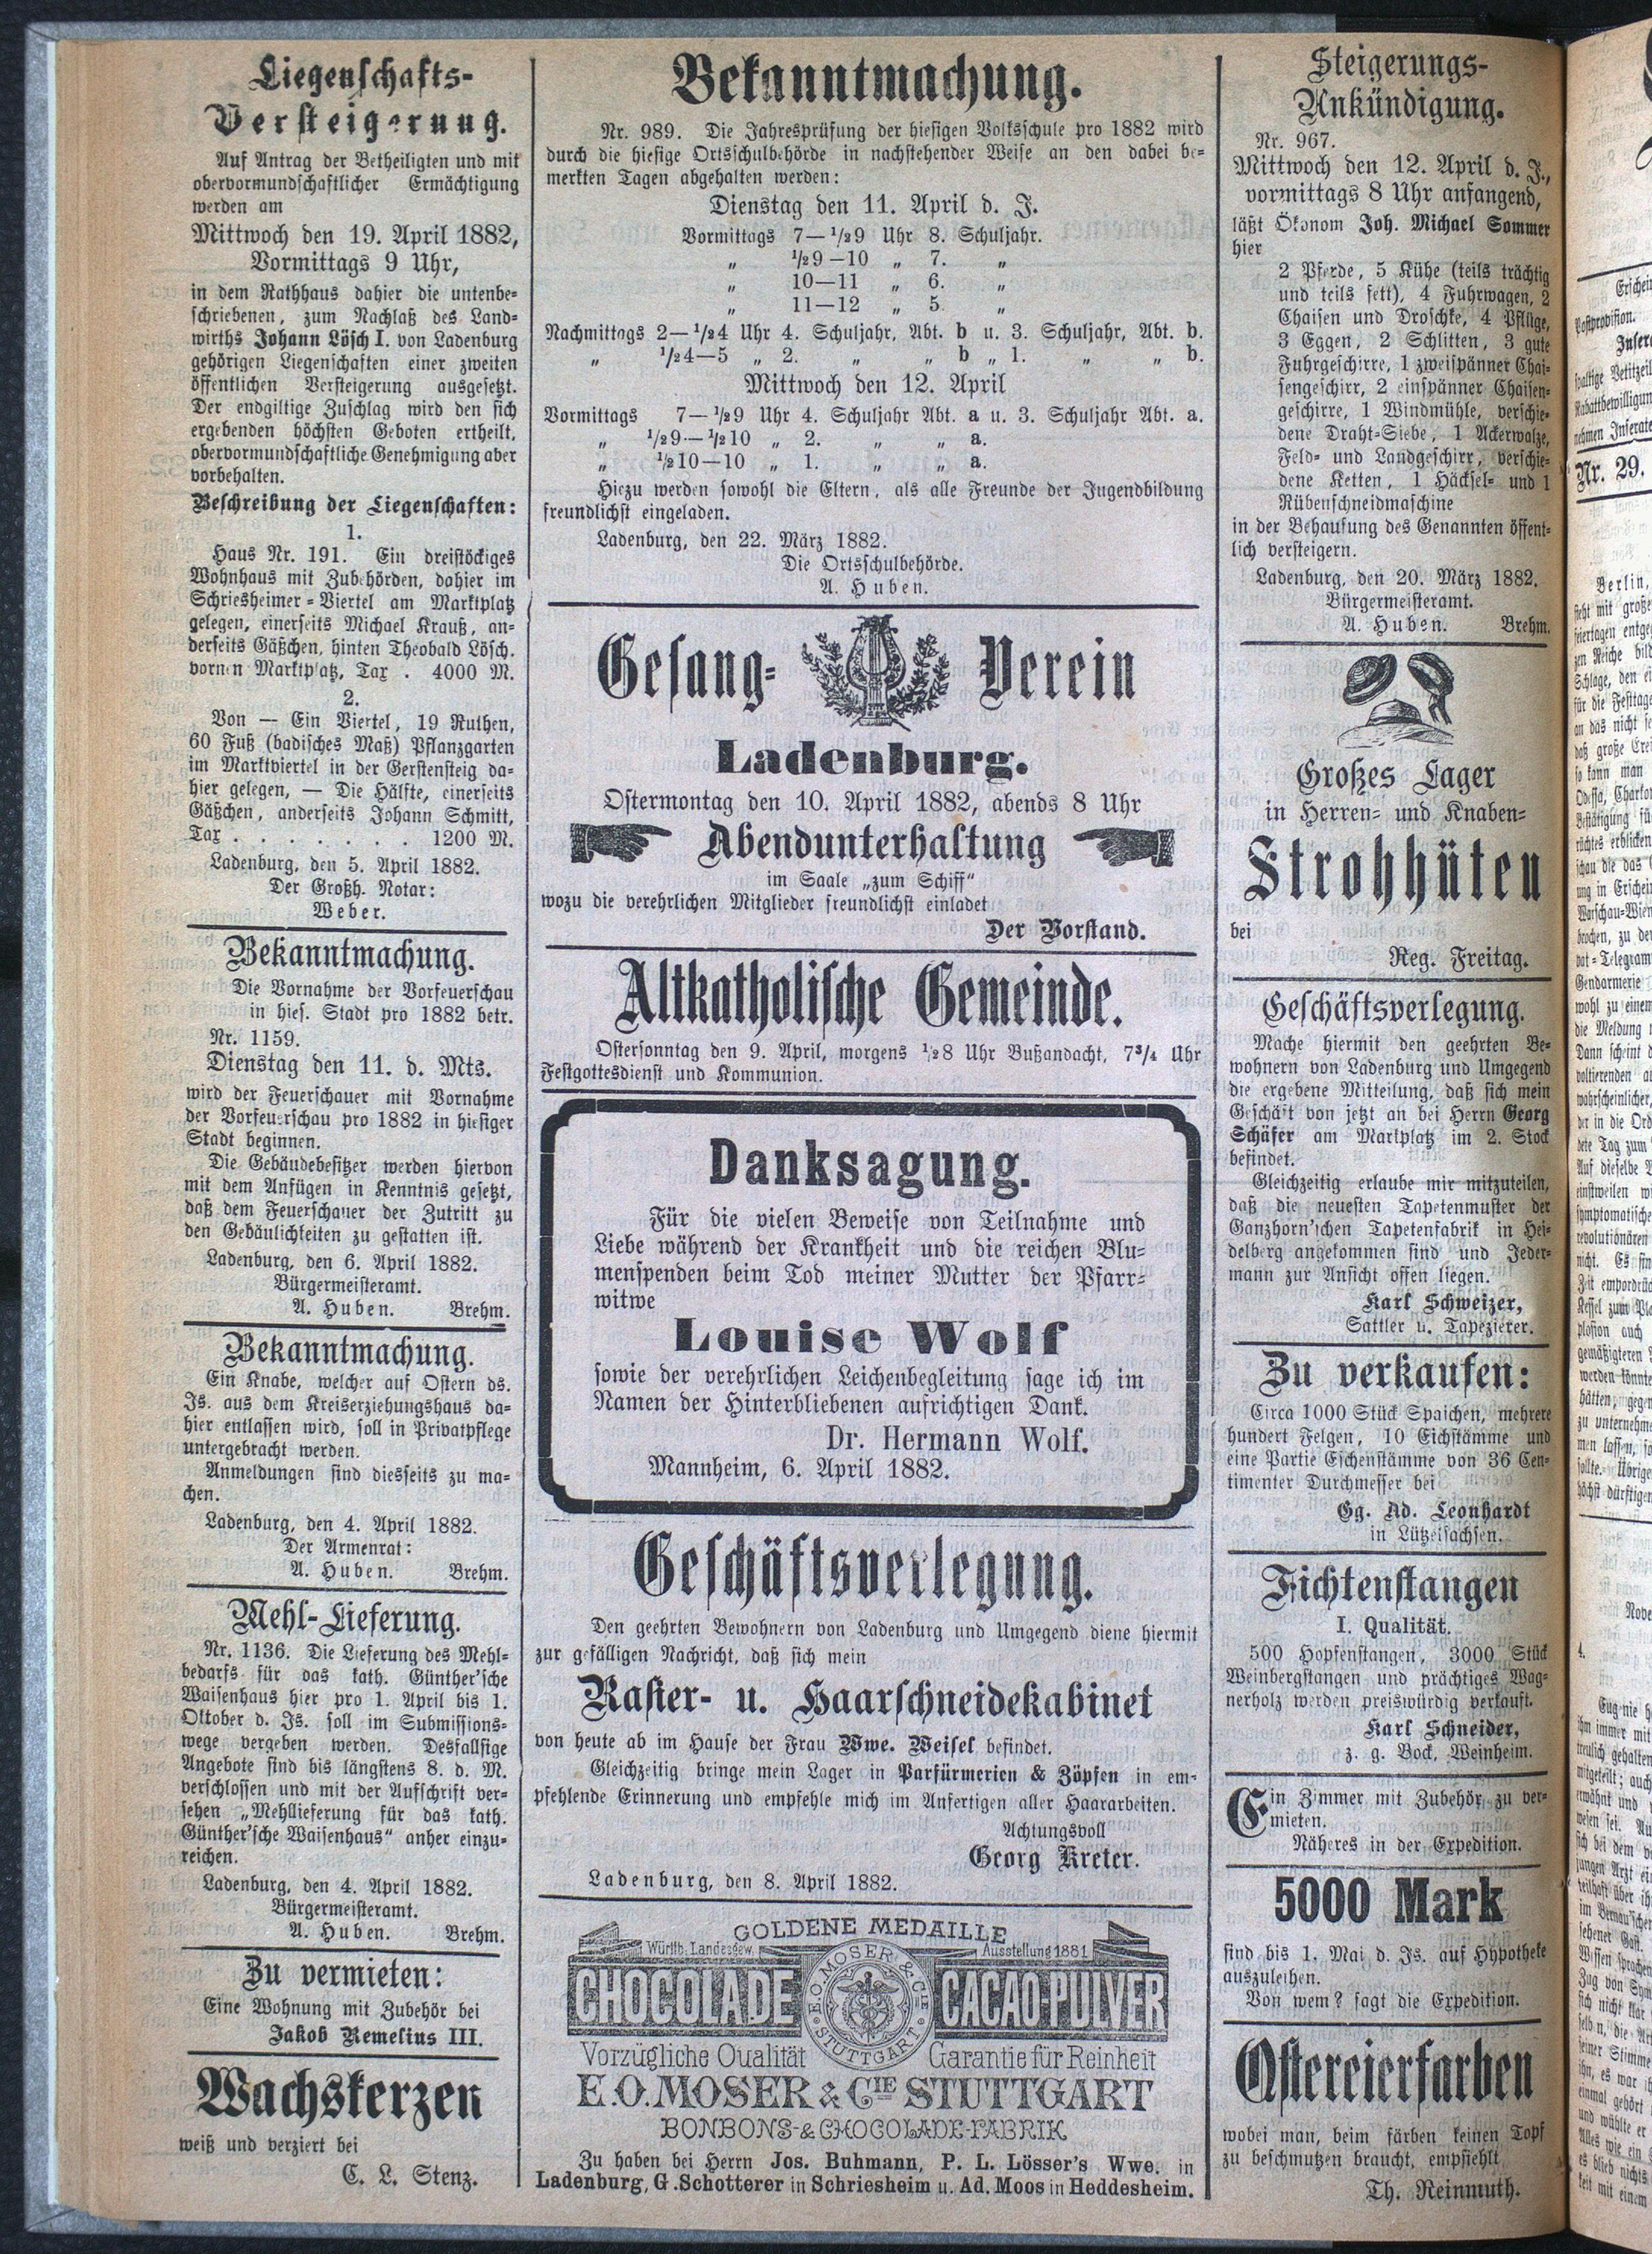 Liegenschafts-
Versteigerung.
Auf Antrag der Betheiligten und mit
obervormundschaftlicher Ermächtigung
werden am
Mittwoch den 19. April 1882,
Vormittags 9 Uhr,
in dem Rathhaus dahier die untenbe-
schriebenen, zum Nachlaß des Land-
wirths Johann Lösch I. von Ladenburg
gehörigen Liegenschaften einer zweiten
öffentlichen Versteigerung ausgesetzt.
Der endgiltige Zuschlag wird den sich
ergebenden höchsten Geboten ertheilt,
obervormundschaftliche Genehmigung aber
vorbehalten.
Beschreibung der Liegenschaften:
1.
Haus Nr. 191. Ein dreistöckiges
Wohnhaus mit Zubehörden, dahier im
Schriesheimer-Viertel am Marktplatz
gelegen, einerseits Michael Krauß, an-
derseits Gäßchen, hinten Theobald Lösch.
vornen Marktplatz, Tax . 4000 M.
2.
Von — Ein Viertel, 19 Ruthen,
60 Fuß (badisches Maß) Pflanzgarten
im Marktviertel in der Gerstensteig da-
hier gelegen, — Die Hälfte, einerseits
Gäßchen, anderseits Johann Schmitt,
Tax . . . . . . . 1200 M.
Ladenburg, den 5. April 1882.
Der Großh. Notar:
Weber.
Bekanntmachung.
Die Vornahme der Vorfeuerschau
in hies. Stadt pro 1882 betr.
Nr. 1159.
Dienstag den 11. d. Mts.
wird der Feuerschauer mit Vornahme
der Vorfeuerschau pro 1882 in hiesiger
Stadt beginnen.
Die Gebäudebesitzer werden hiervon
mit dem Anfügen in Kenntnis gesetzt,
daß dem Feuerschauer der Zutritt zu
den Gebäulichkeiten zu gestatten ist.
Ladenburg, den 6. April 1882.
Bürgermeisteramt.
A. Huben. Brehm.
Bekanntmachung.
Ein Knabe, welcher auf Ostern ds.
Js. aus dem Kreiserziehungshaus da-
hier entlassen wird, soll in Privatpflege
untergebracht werden.
Anmeldungen sind diesseits zu ma-
chen.
Ladenburg, den 4. April 1882.
Der Armenrat:
A. Huben. Brehm.
Mehl-Lieferung.
Nr. 1136. Die Lieferung des Mehl-
bedarfs für das kath. Günther'sche
Waisenhaus hier pro 1. April bis 1.
Oktober d. Js. soll im Submissions-
wege vergeben werden. Desfallsige
Angebote sind bis längstens 8. d. M.
verschlossen und mit der Aufschrift ver-
sehen „Mehllieferung für das kath.
Günther'sche Waisenhaus“ anher einzu-
reichen.
Ladenburg, den 4. April 1882.
Bürgermeisteramt.
A. Huben. Brehm.
Zu vermieten:
Eine Wohnung mit Zubehör bei
Jakob Remelius III.
Wachskerzen
weiß und verziert bei
C. L. Stenz.
Bekanntmachung.
Nr. 989. Die Jahresprüfung der hiesigen Volksschule pro 1882 wird
durch die hiesige Ortsschulbehörde in nachstehender Weise an den dabei be-
merkten Tagen abgehalten werden:
Dienstag den 11. April d. J.
Vormittags 7—1/29 Uhr 8. Schuljahr.
„ 1/29—10 „ 7. „
„ 10—11 „ 6. „
„ 11—12 „ 5. „
Nachmittags 2—1/24 Uhr 4. Schuljahr, Abt. b u. 3. Schuljahr, Abt. b.
„ 1/24—5 „ 2. „ „ b „ 1. „ „ b.
Mittwoch den 12. April
Vormittags 7—1/29 Uhr 4. Schuljahr Abt. a u. 3. Schuljahr Abt. a.
„ 1/29—1/210 „ 2. „ „ a.
„ 1/210—10 „ 1. „ „ a.
Hiezu werden sowohl die Eltern, als alle Freunde der Jugendbildung
freundlichst eingeladen.
Ladenburg, den 22. März 1882.
Die Ortsschulbehörde.
A. Huben.
Gesang- Verein
Ladenburg.
Ostermontag den 10. April 1882, abends 8 Uhr
Abendunterhaltung
im Saale „zum Schiff“
wozu die verehrlichen Mitglieder freundlichst einladet
Der Vorstand.
Altkatholische Gemeinde.
Ostersonntag den 9. April, morgens 1/28 Uhr Bußandacht, 73/4 Uhr
Festgottesdienst und Kommunion.
Danksagung.
Für die vielen Beweise von Teilnahme und
Liebe während der Krankheit und die reichen Blu-
menspenden beim Tod meiner Mutter der Pfarr-
witwe
Louise Wolf
sowie der verehrlichen Leichenbegleitung sage ich im
Namen der Hinterbliebenen aufrichtigen Dank.
Dr. Hermann Wolf.
Mannheim, 6. April 1882.
Geschäftsverlegung.
Den geehrten Bewohnern von Ladenburg und Umgegend diene hiermit
zur gefälligen Nachricht, daß sich mein
Rasier- u. Haarschneidekabinet
von heute ab im Hause der Frau Wwe. Weisel befindet.
Gleichzeitig bringe mein Lager in Parfürmerien & Zöpfen in em-
pfehlende Erinnerung und empfehle mich im Anfertigen aller Haararbeiten.
Achtungsvoll
Georg Kreter.
Ladenburg, den 8. April 1882.
GOLDENE MEDAILLE
Württb. Landesgew. Ausstellung 1881
CHOCOLADE E.O. MOSER & CIE STUTTGART CACAO-PULVER
Vorzügliche Qualität Garantie für Reinheit
E.O. MOSER & CIE STUTTGART
BONBONS- & CHOCOLADE-FABRIK
Zu haben bei Herrn Jos. Buhmann, P. L. Lösser's Wwe. in
Ladenburg, G. Schotterer in Schriesheim u. Ad. Moos in Heddesheim.
Steigerungs-
Ankündigung.
Nr. 967.
Mittwoch den 12. April d. J.,
vormittags 8 Uhr anfangend,
läßt Ökonom Joh. Michael Sommer
hier
2 Pferde, 5 Kühe (teils trächtig
und teils fett), 4 Fuhrwagen, 2
Chaisen und Droschke, 4 Pflüge,
3 Eggen, 2 Schlitten, 3 gute
Fuhrgeschirre, 1 zweispänner Chai-
sengeschirr, 2 einspänner Chaisen-
geschirre, 1 Windmühle, verschie-
dene Draht-Siebe, 1 Ackerwalze,
Feld- und Landgeschirr, verschie-
dene Ketten, 1 Häcksel- und 1
Rübenschneidmaschine
in der Behausung des Genannten öffent-
lich versteigern.
Ladenburg, den 20. März 1882.
Bürgermeisteramt.
A. Huben. Brehm.
Großes Lager
in Herren- und Knaben-
Strohhüten
bei
Reg. Freitag.
Geschäftsverlegung.
Mache hiermit den geehrten Be-
wohnern von Ladenburg und Umgegend
die ergebene Mitteilung, daß sich mein
Geschäft von jetzt an bei Herrn Georg
Schäfer am Marktplatz im 2. Stock
befindet.
Gleichzeitig erlaube mir mitzuteilen,
daß die neuesten Tapetenmuster der
Ganzhorn'schen Tapetenfabrik in Hei-
delberg angekommen sind und Jeder-
mann zur Ansicht offen liegen.
Karl Schweizer,
Sattler u. Tapezierer.
Zu verkaufen:
Circa 1000 Stück Spaichen, mehrere
hundert Felgen, 10 Eichstämme und
eine Partie Eschenstämme von 36 Cen-
timenter Durchmesser bei
Gg. Ad. Leonhardt
in Lützelsachsen.
Fichtenstangen
I. Qualität.
500 Hopfenstangen, 3000 Stück
Weinbergstangen und prächtiges Wag-
nerholz werden preiswürdig verkauft.
Karl Schneider,
z. g. Bock, Weinheim.
Ein Zimmer mit Zubehör zu ver-
mieten.
Näheres in der Expedition.
5000 Mark
sind bis 1. Mai d. Js. auf Hypotheke
auszuleihen.
Von wem? sagt die Expedition.
Ostereierfarben
wobei man, beim färben keinen Topf
zu beschmutzen braucht, empfiehlt
Th. Reinmuth.
Nr. 29.
Berlin,